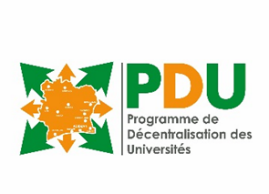 PDU
Programme de
Décentralisation des
Universités